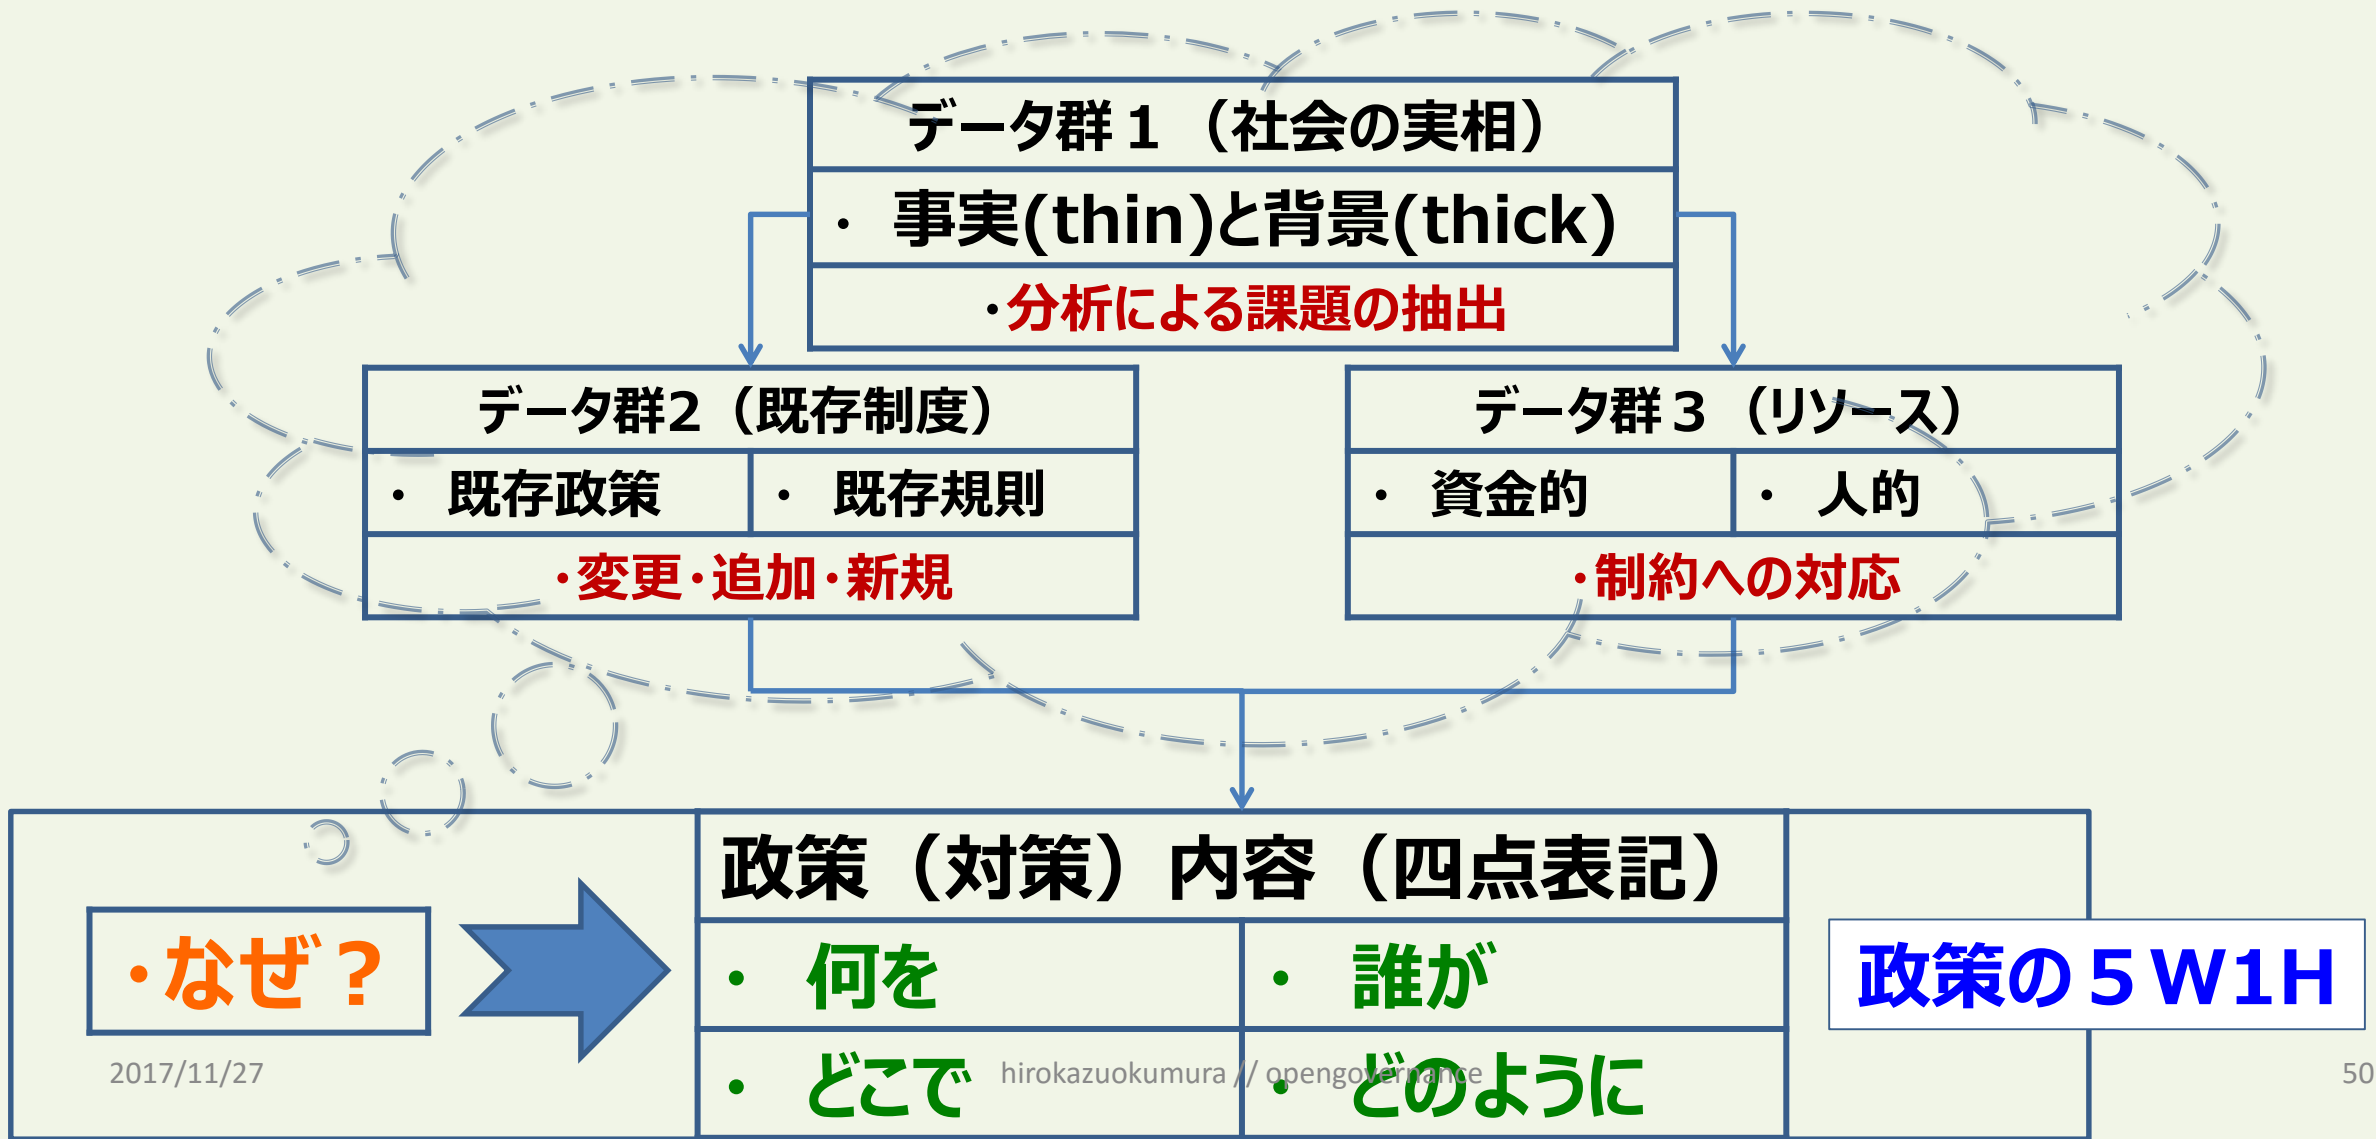 データ群１（社会の実相）
・ 事実(thin)と背景(thick)
・分析による課題の抽出
データ群2（既存制度）
・ 既存政策
・ 既存規則
・変更・追加・新規
データ群３（リソース）
・ 資金的
・ 人的
・制約への対応
政策（対策）内容（四点表記）
・なぜ？
・ 何を
・ 誰が
・ どこで
・ どのように
政策の５W1H
2017/11/27
hirokazuokumura // opengovernance
50